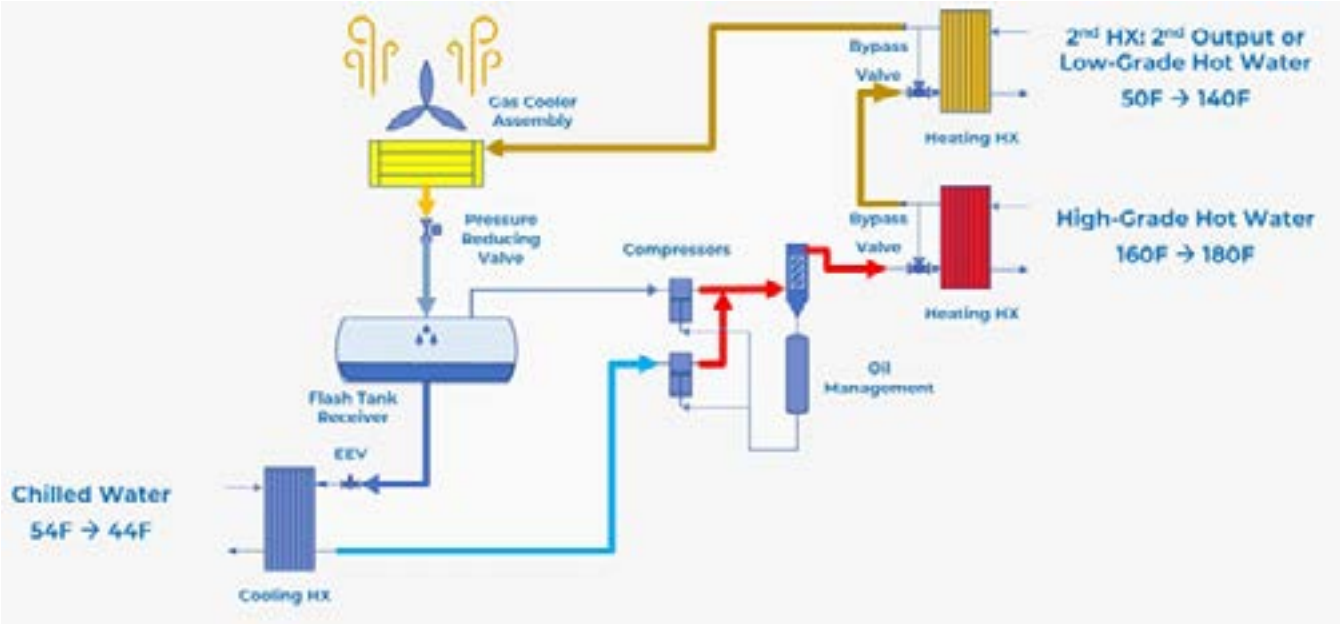 2nd HX: 2nd Output or
Low-Grade Hot Water
50F → 140F
Bypass
Valve
Heating HX
Gas Cooler
Assembly
High-Grade Hot Water
160F → 180F
Bypass
Valve
Heating HX
Pressure
Reducing
Valve
Compressors
Oil
Management
Flash Tank
Receiver
EEV
Chilled Water
54F → 44F
Cooling HX